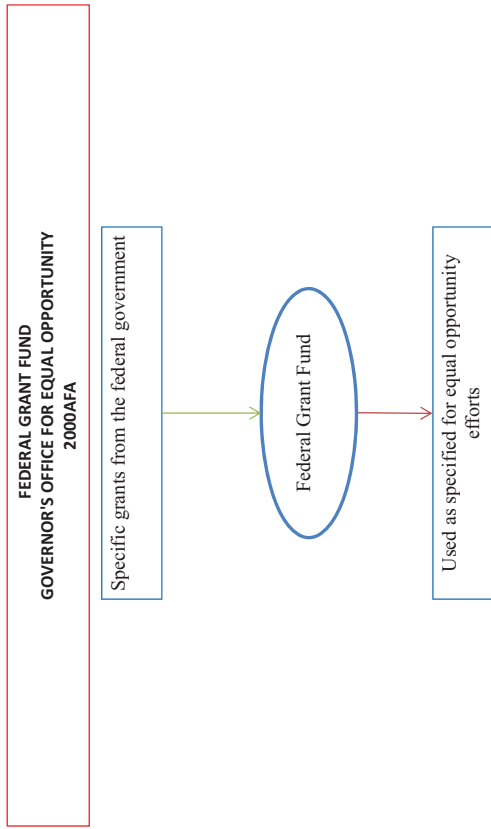 FEDERAL GRANT FUND
GOVERNOR'S OFFICE FOR EQUAL OPPORTUNITY
2000AFA
Specific grants from the federal government
Federal Grant Fund
Used as specified for equal opportunity
efforts